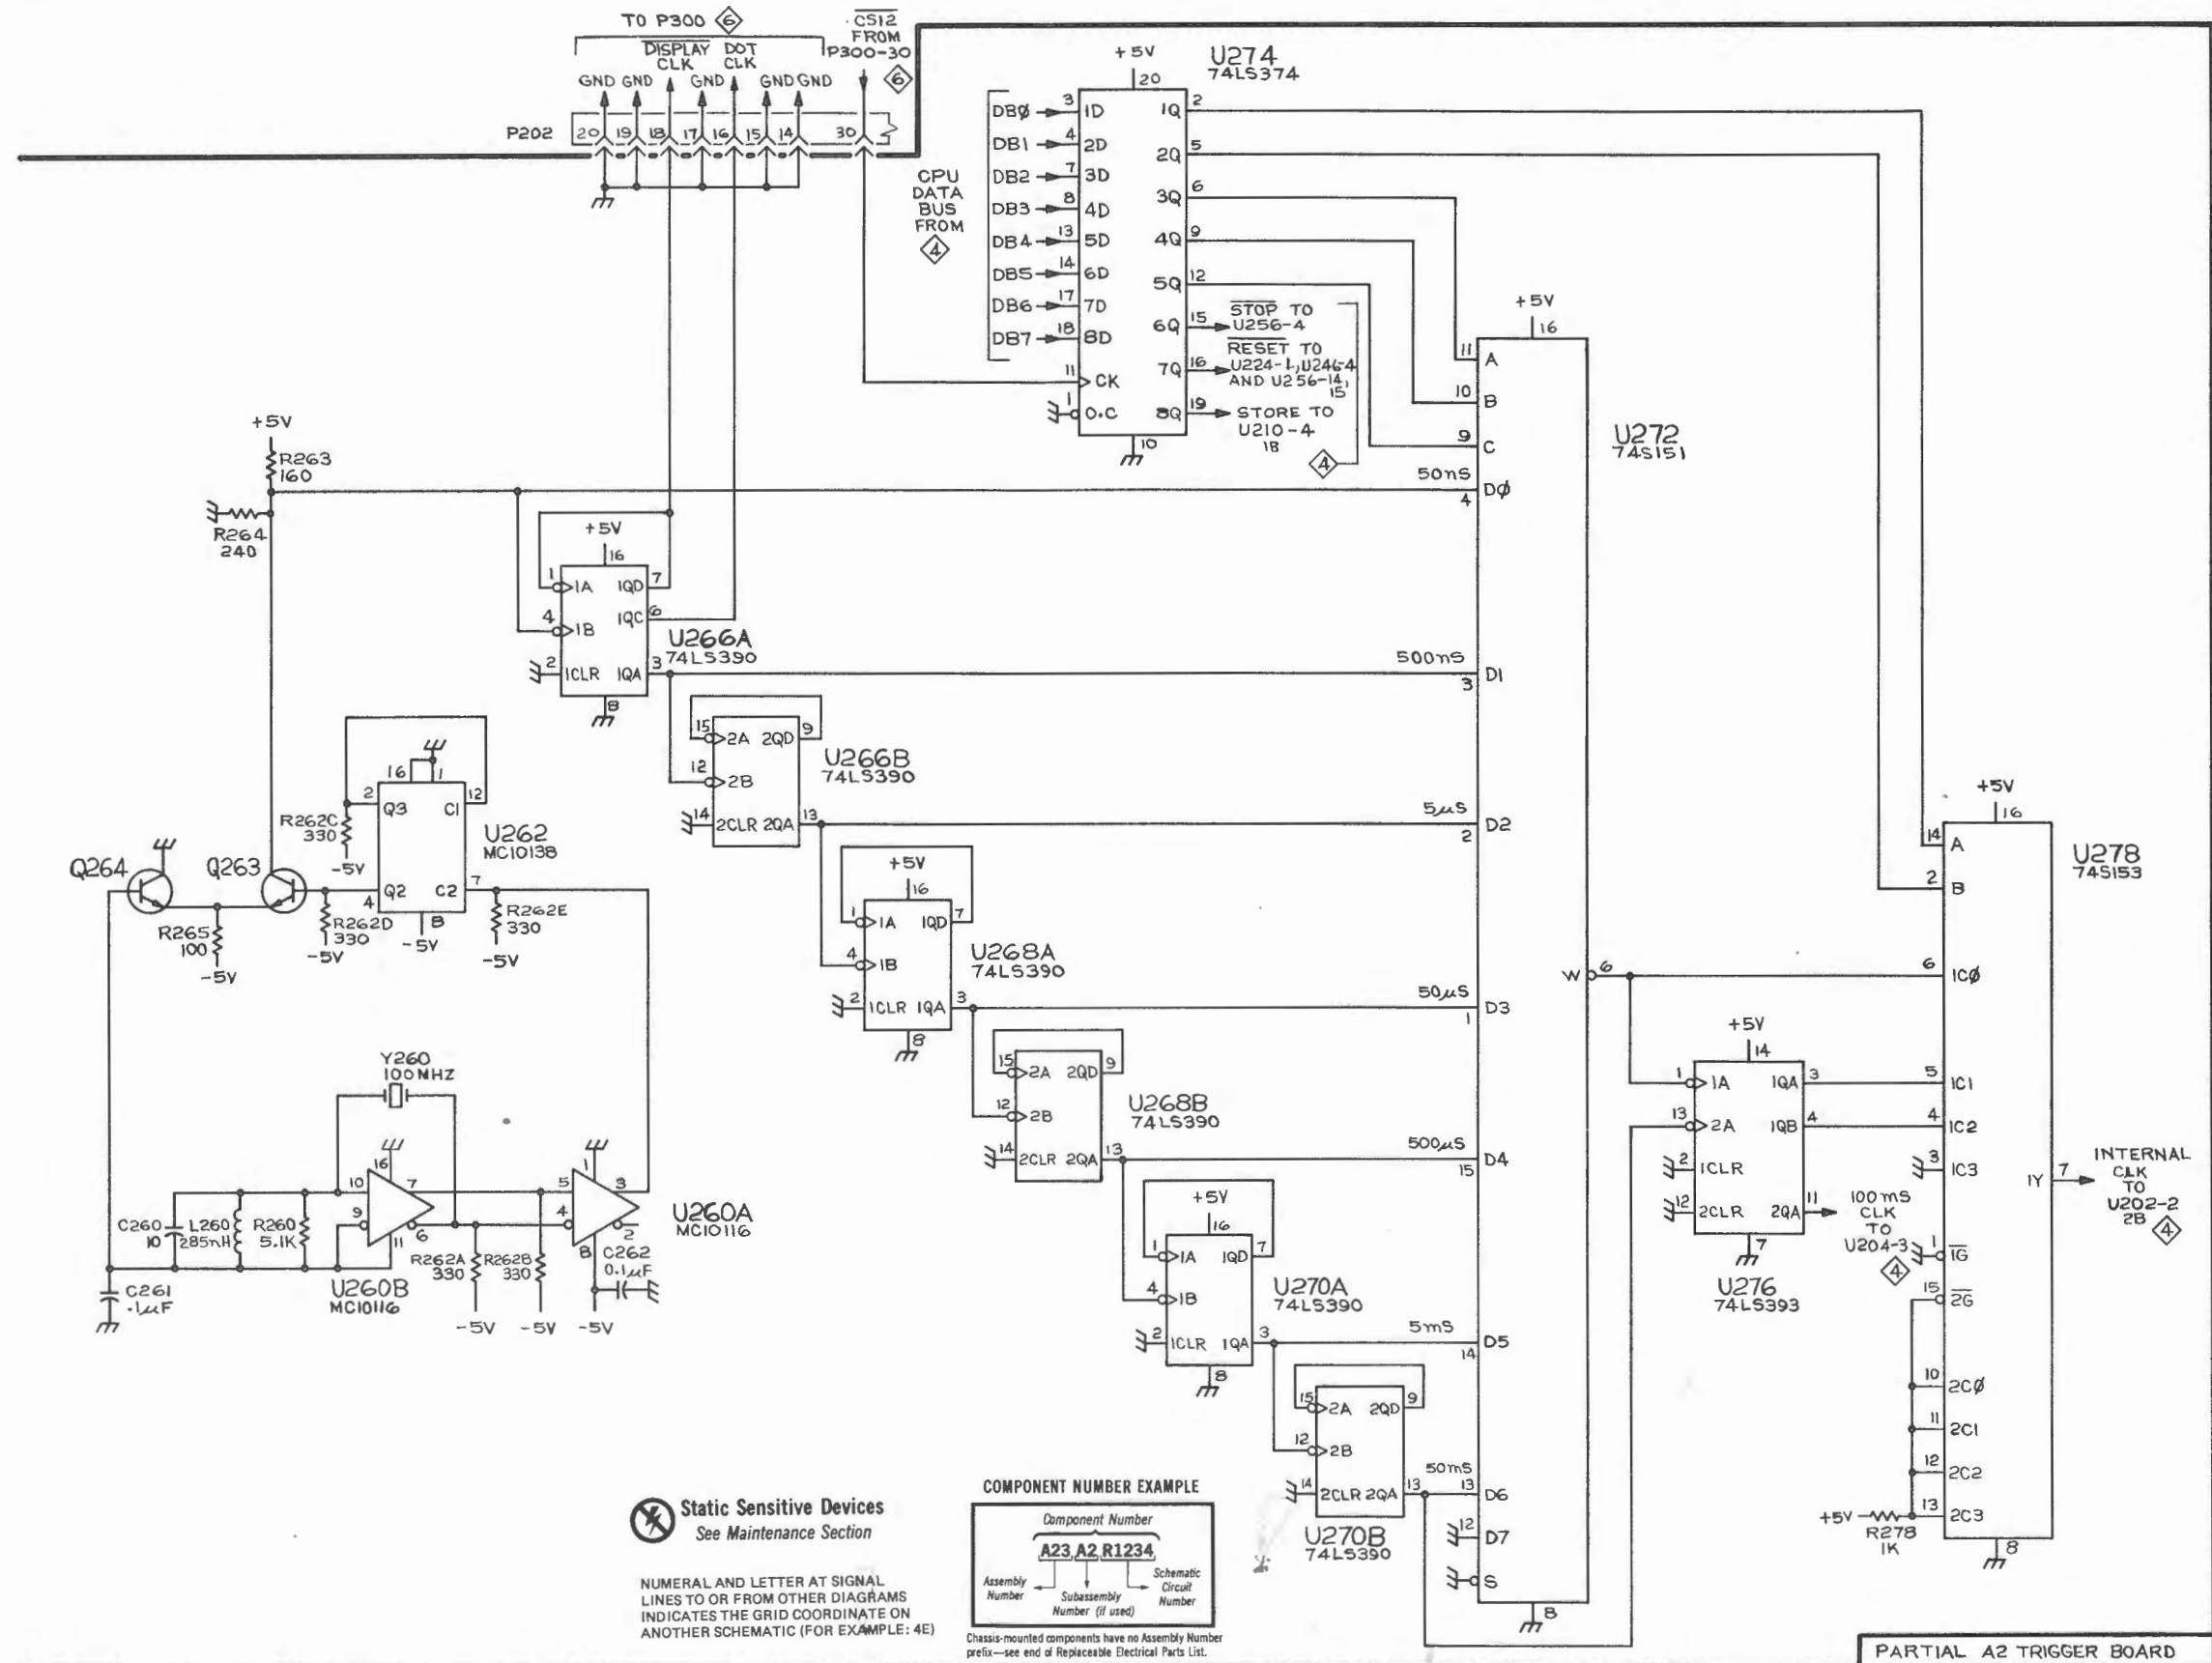 TO P300 6
CS12
FROM
P300-30
6
DISPLAY CLK
DOT CLK
GND GND GND GND GND
P202 20 19 18 17 16 15 14 30
+5V
20
U274
74LS374
CPU
DATA
BUS
FROM
4
DBØ 3 1D 1Q 2
DB1 4 2D 2Q 5
DB2 7 3D 3Q 6
DB3 8 4D 4Q 9
DB4 13 5D 5Q 12
DB5 14 6D 6Q 15
DB6 17 7D 7Q 16
DB7 18 8D 8Q 19
11 CK
1 O.C
10
STOP TO
U256-4
RESET TO
U224-1,U246-4
AND U256-14,
15
STORE TO
U210-4
1B
4
+5V
16
11 A
10 B
9 C
U272
74S151
50nS
4 DØ
500nS
3 D1
5µS
2 D2
50µS
1 D3
500µS
15 D4
5mS
14 D5
50mS
13 D6
12 D7
S
8
W 6
+5V
R263
160
R264
240
+5V
16
1 1A 1QD 7
4 1B 1QC 6
2 1CLR 1QA 3
8
U266A
74LS390
15 2A 2QD 9
12 2B
14 2CLR 2QA 13
U266B
74LS390
+5V
16
1 1A 1QD 7
4 1B
2 1CLR 1QA 3
8
U268A
74LS390
15 2A 2QD 9
12 2B
14 2CLR 2QA 13
U268B
74LS390
+5V
16
1 1A 1QD 7
4 1B
2 1CLR 1QA 3
8
U270A
74LS390
15 2A 2QD 9
12 2B
14 2CLR 2QA 13
U270B
74LS390
16 1
2 Q3 C1 12
4 Q2 C2 7
8
-5V
U262
MC10138
R262C
330
-5V
Q264
Q263
R265
100
-5V
R262D
330
-5V
R262E
330
-5V
Y260
100MHZ
16
10 7
9 6
11
U260B
MC10116
1
5 3
4 2
8
U260A
MC10116
C260
10
L260
285nH
R260
5.1K
R262A
330
-5V
R262B
330
-5V
C262
0.1µF
-5V
C261
.1µF
+5V
14
1 1A 1QA 3
13 2A 1QB 4
2 1CLR
12 2CLR 2QA 11
7
U276
74LS393
100mS
CLK
TO
U204-3
4
+5V
16
14 A
2 B
U278
74S153
6 1CØ
5 1C1
4 1C2
3 1C3
1Y 7
INTERNAL
CLK
TO
U202-2
2B
4
1 1G
15 2G
10 2CØ
11 2C1
12 2C2
13 2C3
+5V
R278
1K
8
Static Sensitive Devices
See Maintenance Section
NUMERAL AND LETTER AT SIGNAL
LINES TO OR FROM OTHER DIAGRAMS
INDICATES THE GRID COORDINATE ON
ANOTHER SCHEMATIC (FOR EXAMPLE: 4E)
COMPONENT NUMBER EXAMPLE
Component Number
A23 A2 R1234
Assembly
Number
Subassembly
Number (if used)
Schematic
Circuit
Number
Chassis-mounted components have no Assembly Number
prefix—see end of Replaceable Electrical Parts List.
PARTIAL A2 TRIGGER BOARD